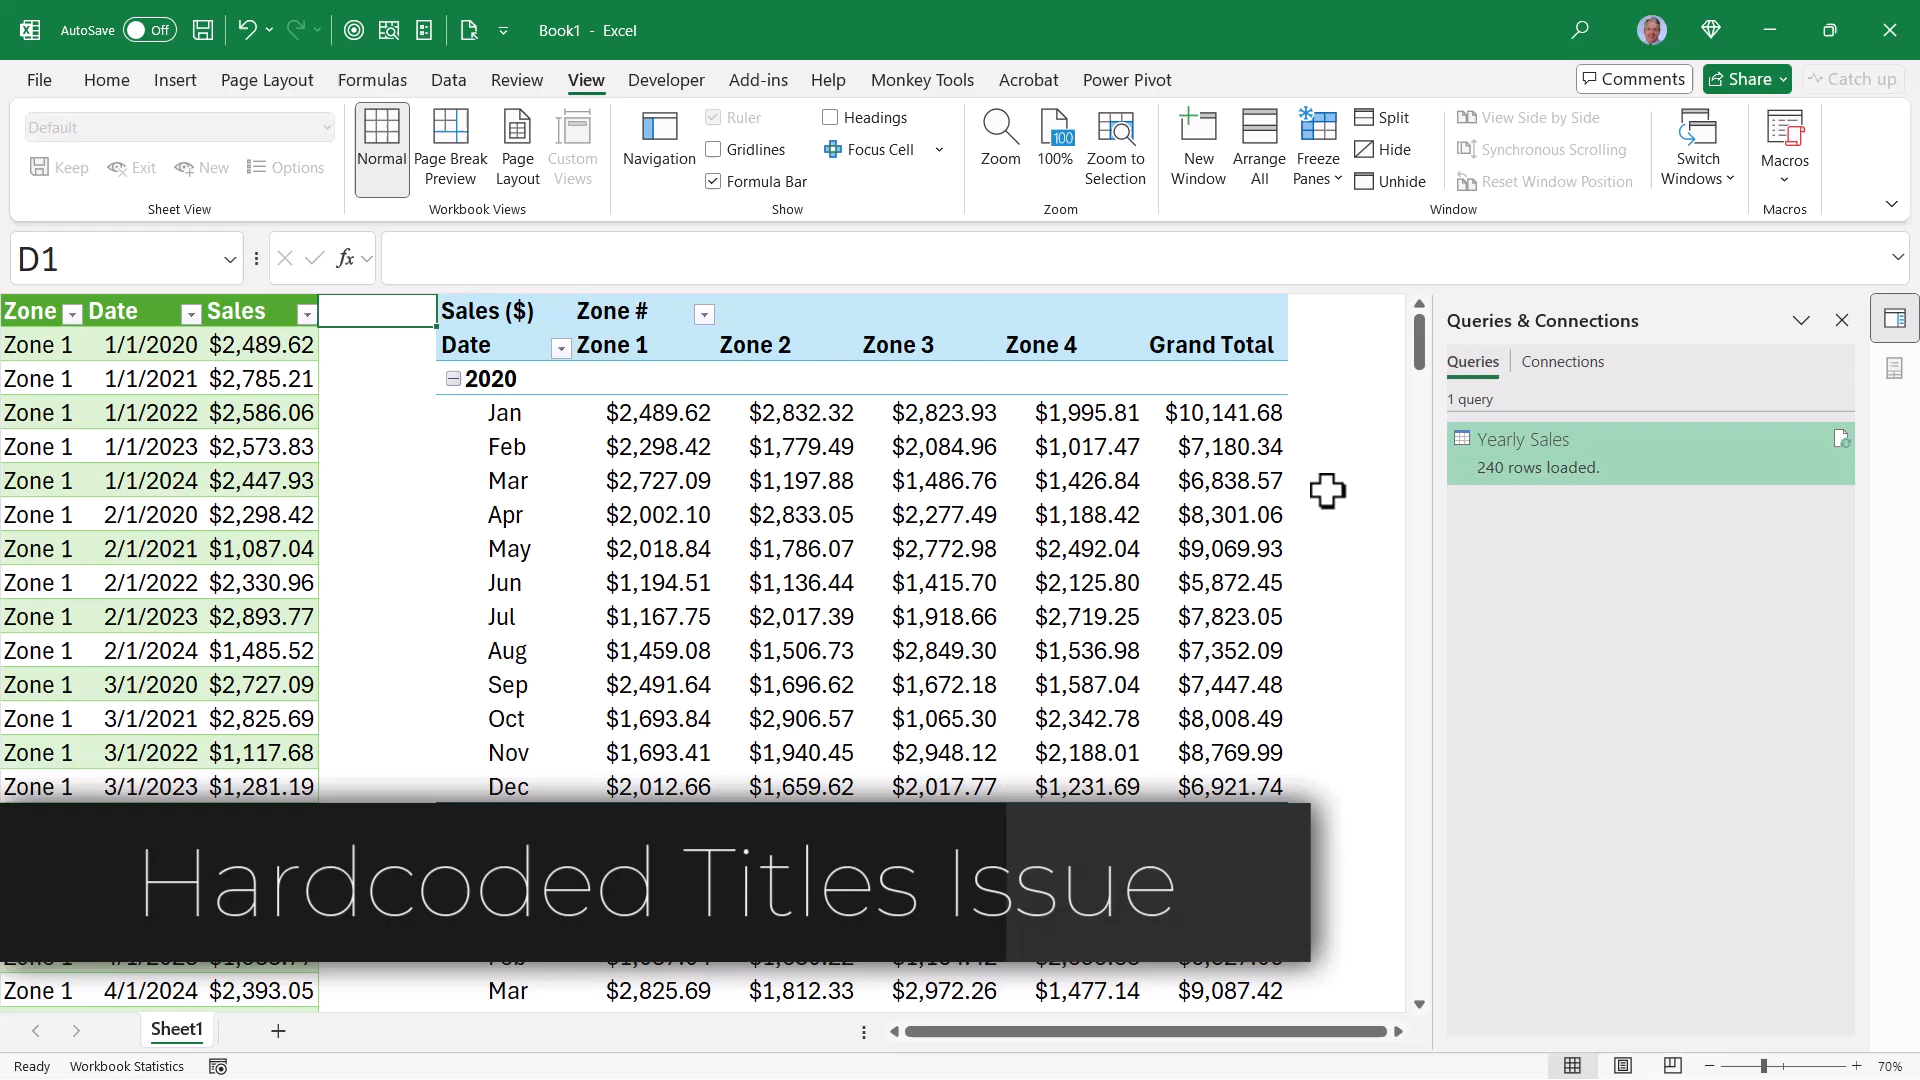 AutoSave Off Book1 - Excel
File Home Insert Page Layout Formulas Data Review View Developer Add-ins Help Monkey Tools Acrobat Power Pivot Comments Share Catch up
Default
Keep Exit New Options
Sheet View
Normal Page Break Preview Page Layout Custom Views
Workbook Views
Navigation Ruler Gridlines Formula Bar Headings Focus Cell
Show
Zoom 100 100% Zoom to Selection
Zoom
New Window Arrange All Freeze Panes Split Hide Unhide View Side by Side Synchronous Scrolling Reset Window Position Switch Windows
Window
Macros
Macros
D1 fx
Zone Date Sales Sales ($) Zone #
Zone 1 1/1/2020 $2,489.62 Date Zone 1 Zone 2 Zone 3 Zone 4 Grand Total
Zone 1 1/1/2021 $2,785.21 2020
Zone 1 1/1/2022 $2,586.06 Jan $2,489.62 $2,832.32 $2,823.93 $1,995.81 $10,141.68
Zone 1 1/1/2023 $2,573.83 Feb $2,298.42 $1,779.49 $2,084.96 $1,017.47 $7,180.34
Zone 1 1/1/2024 $2,447.93 Mar $2,727.09 $1,197.88 $1,486.76 $1,426.84 $6,838.57
Zone 1 2/1/2020 $2,298.42 Apr $2,002.10 $2,833.05 $2,277.49 $1,188.42 $8,301.06
Zone 1 2/1/2021 $1,087.04 May $2,018.84 $1,786.07 $2,772.98 $2,492.04 $9,069.93
Zone 1 2/1/2022 $2,330.96 Jun $1,194.51 $1,136.44 $1,415.70 $2,125.80 $5,872.45
Zone 1 2/1/2023 $2,893.77 Jul $1,167.75 $2,017.39 $1,918.66 $2,719.25 $7,823.05
Zone 1 2/1/2024 $1,485.52 Aug $1,459.08 $1,506.73 $2,849.30 $1,536.98 $7,352.09
Zone 1 3/1/2020 $2,727.09 Sep $2,491.64 $1,696.62 $1,672.18 $1,587.04 $7,447.48
Zone 1 3/1/2021 $2,825.69 Oct $1,693.84 $2,906.57 $1,065.30 $2,342.78 $8,008.49
Zone 1 3/1/2022 $1,117.68 Nov $1,693.41 $1,940.45 $2,948.12 $2,188.01 $8,769.99
Zone 1 3/1/2023 $1,281.19 Dec $2,012.66 $1,659.62 $2,017.77 $1,231.69 $6,921.74
Hardcoded Titles Issue
Zone 1 4/1/2024 $2,393.05 Mar $2,825.69 $1,812.33 $2,972.26 $1,477.14 $9,087.42
Queries & Connections
Queries Connections
1 query
Yearly Sales
240 rows loaded.
Sheet1
Ready Workbook Statistics 70%